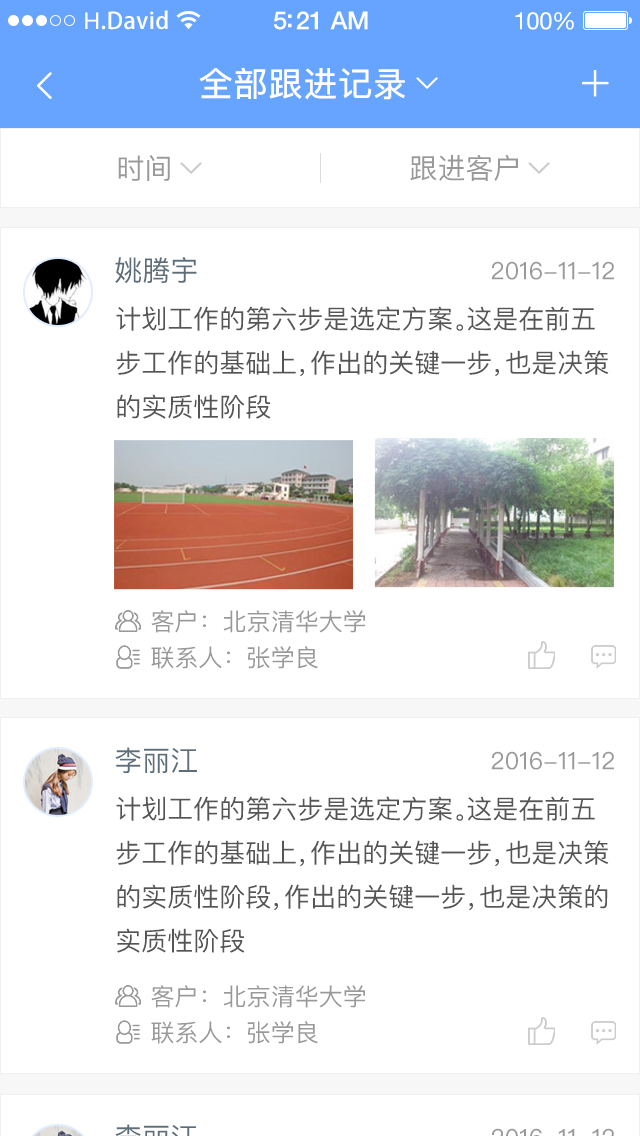 H.David 5:21 AM 100%
全部跟进记录
时间 跟进客户
姚腾宇 2016-11-12
计划工作的第六步是选定方案。这是在前五
步工作的基础上，作出的关键一步，也是决策
的实质性阶段
客户：北京清华大学
联系人：张学良
李丽江 2016-11-12
计划工作的第六步是选定方案。这是在前五
步工作的基础上，作出的关键一步，也是决策
的实质性阶段，作出的关键一步，也是决策的
实质性阶段
客户：北京清华大学
联系人：张学良
李丽江 2016-11-12